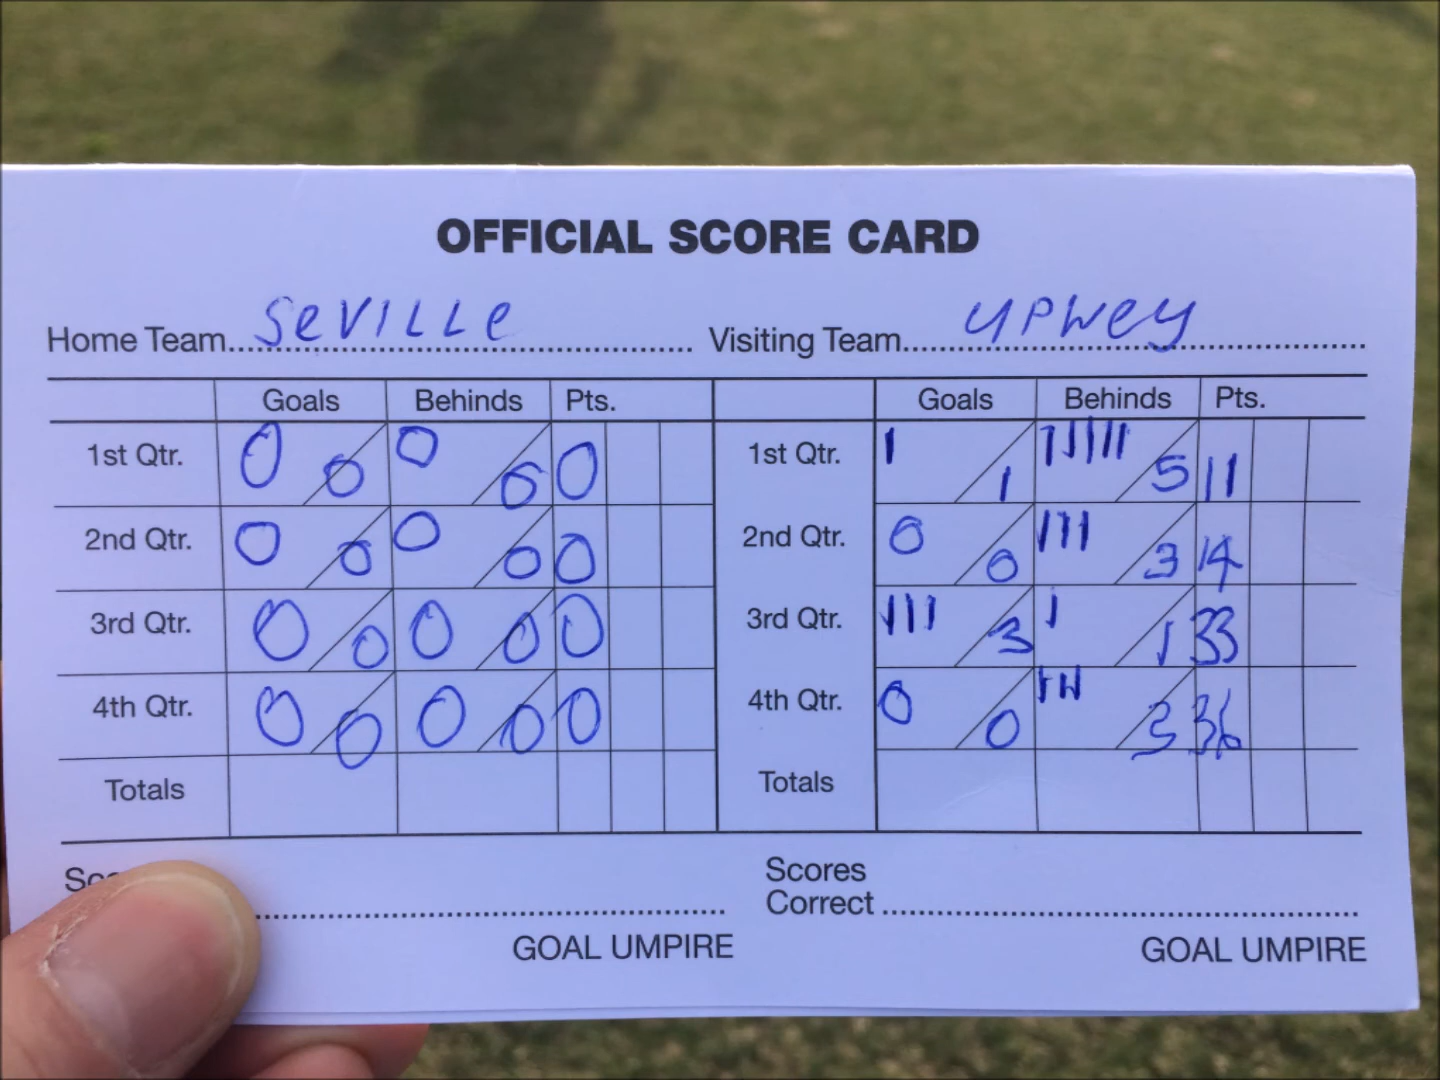 OFFICIAL SCORE CARD
Home Team SeVILLe Visiting Team UPWey
Goals Behinds Pts. Goals Behinds Pts.
1st Qtr. 0 0 0 0 0 1st Qtr. I 1 IIIII 5 11
2nd Qtr. 0 0 0 0 0 2nd Qtr. 0 0 III 3 14
3rd Qtr. 0 0 0 0 0 3rd Qtr. III 3 I 1 33
4th Qtr. 0 0 0 0 0 4th Qtr. 0 0 III 3 36
Totals Totals
Scores
Correct
GOAL UMPIRE GOAL UMPIRE